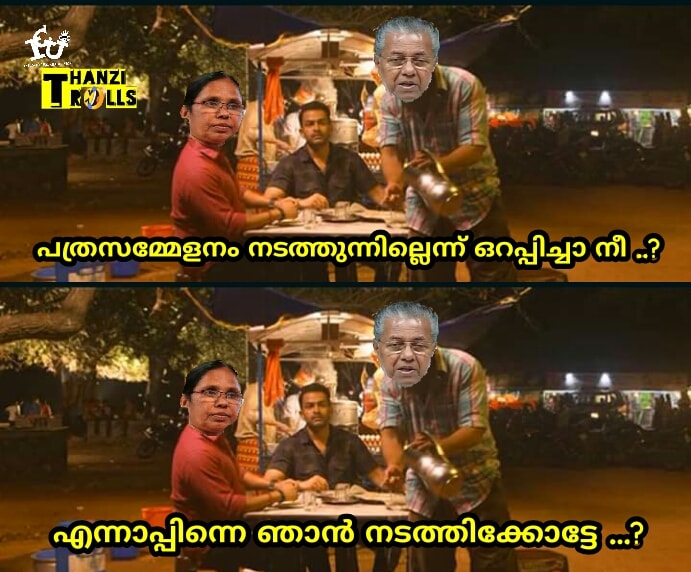 THANZI
TROLLS
പത്രസമ്മേളനം നടത്തുന്നില്ലെന്ന് ഒറപ്പിച്ചാ നീ ..?
എന്നാപ്പിന്നെ ഞാൻ നടത്തിക്കോട്ടേ ...?